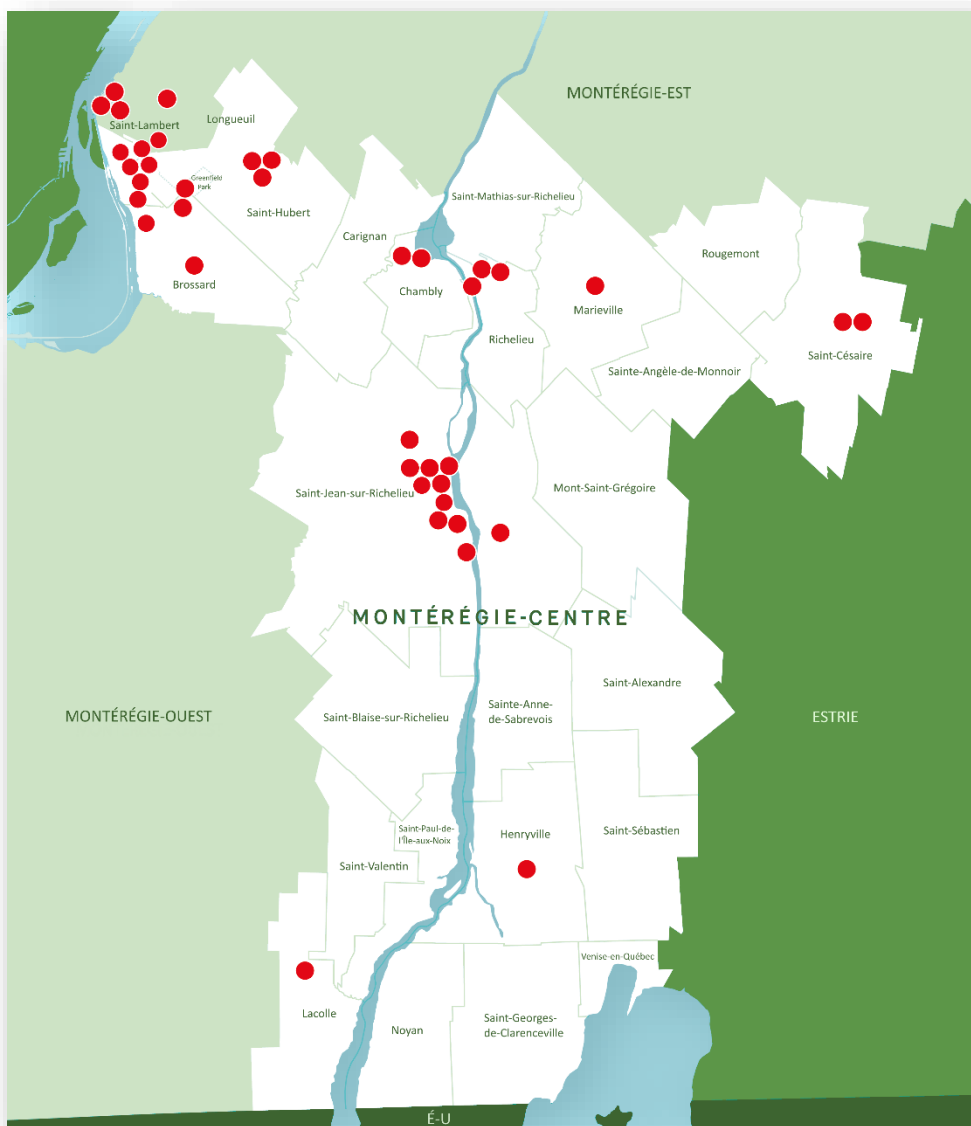 MONTÉRÉGIE-EST
Longueuil
Saint-Lambert
Greenfield
Park
Saint-Mathias-sur-Richelieu
Saint-Hubert
Carignan
Rougemont
Brossard
Chambly
Marieville
Richelieu
Saint-Césaire
Sainte-Angèle-de-Monnoir
Mont-Saint-Grégoire
Saint-Jean-sur-Richelieu
MONTÉRÉGIE-CENTRE
Saint-Alexandre
Sainte-Anne-
de-Sabrevois
MONTÉRÉGIE-OUEST
Saint-Blaise-sur-Richelieu
ESTRIE
Saint-Paul-de-
l'Île-aux-Noix
Henryville
Saint-Sébastien
Saint-Valentin
Venise-en-Québec
Lacolle
Saint-Georges-
de-Clarenceville
Noyan
É-U